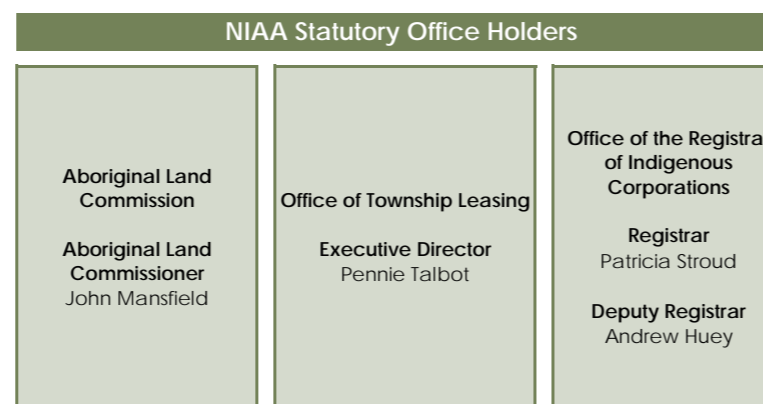 NIAA Statutory Office Holders
Aboriginal Land
Commission
Aboriginal Land
Commissioner
John Mansfield
Office of Township Leasing
Executive Director
Pennie Talbot
Office of the Registra
of Indigenous
Corporations
Registrar
Patricia Stroud
Deputy Registrar
Andrew Huey